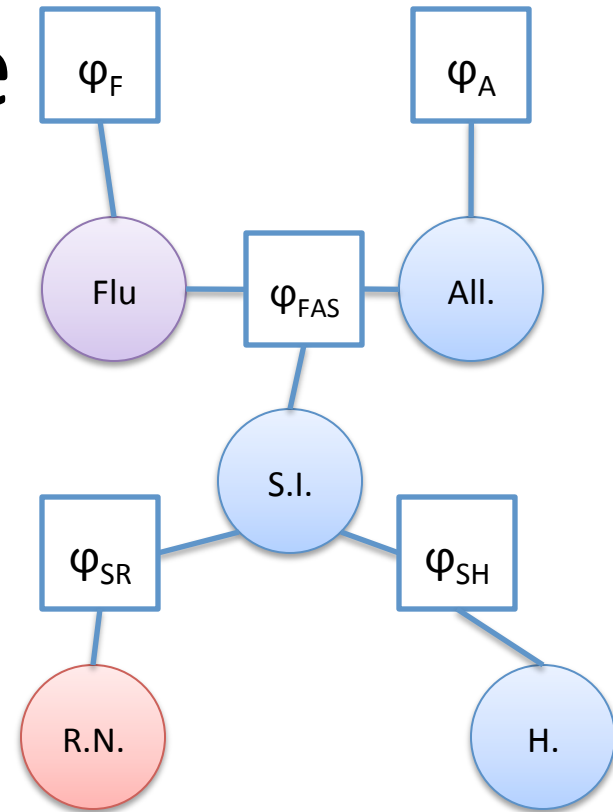 e
φF
φA
Flu
φFAS
All.
S.I.
φSR
φSH
R.N.
H.